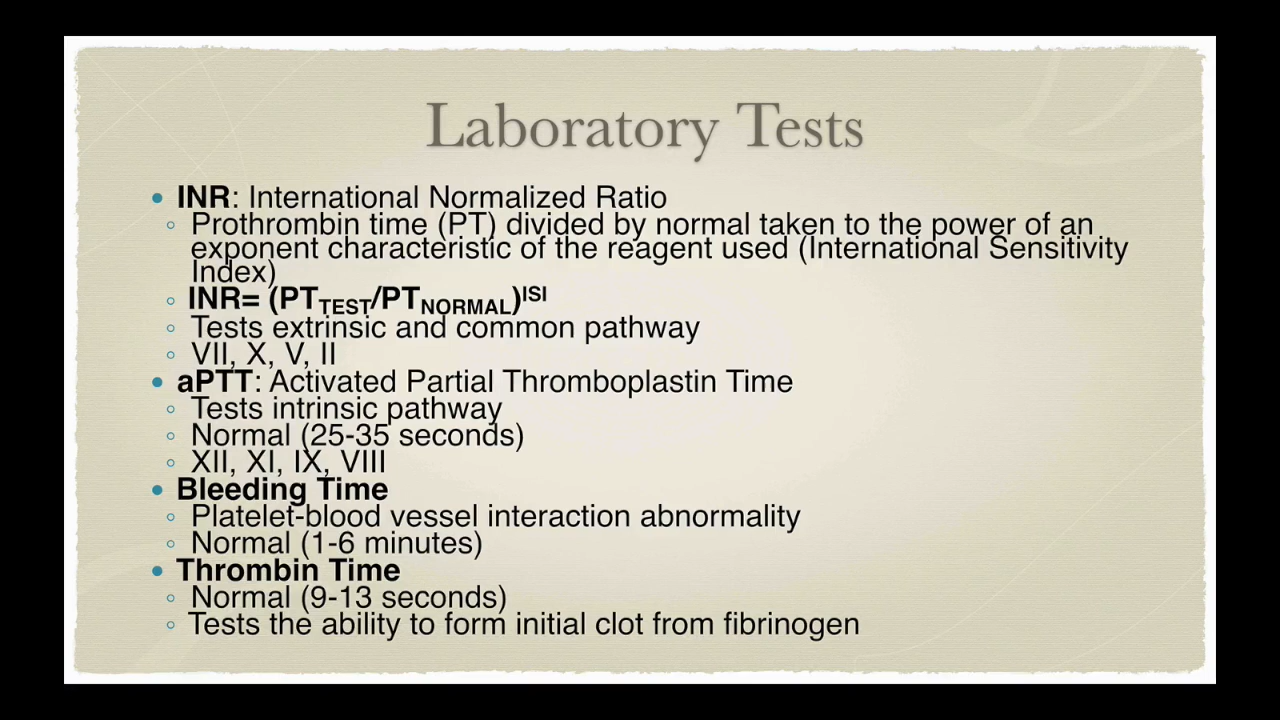 Laboratory Tests
• INR: International Normalized Ratio
◦ Prothrombin time (PT) divided by normal taken to the power of an
exponent characteristic of the reagent used (International Sensitivity
Index)
◦ INR= (PTTEST/PTNORMAL)ISI
◦ Tests extrinsic and common pathway
◦ VII, X, V, II
• aPTT: Activated Partial Thromboplastin Time
◦ Tests intrinsic pathway
◦ Normal (25-35 seconds)
◦ XII, XI, IX, VIII
• Bleeding Time
◦ Platelet-blood vessel interaction abnormality
◦ Normal (1-6 minutes)
• Thrombin Time
◦ Normal (9-13 seconds)
◦ Tests the ability to form initial clot from fibrinogen